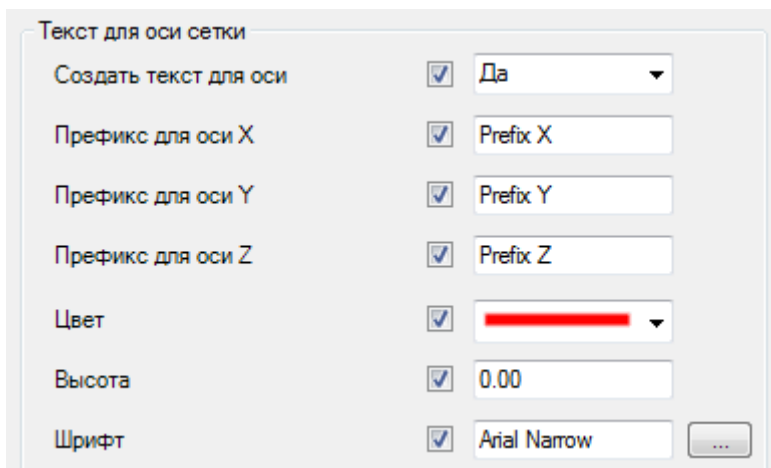 Текст для оси сетки
Создать текст для оси Да
Префикс для оси X Prefix X
Префикс для оси Y Prefix Y
Префикс для оси Z Prefix Z
Цвет
Высота 0.00
Шрифт Arial Narrow ...